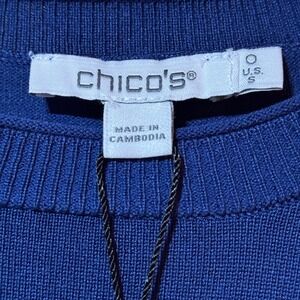 chico's®
0
U.S.
S
MADE IN
CAMBODIA